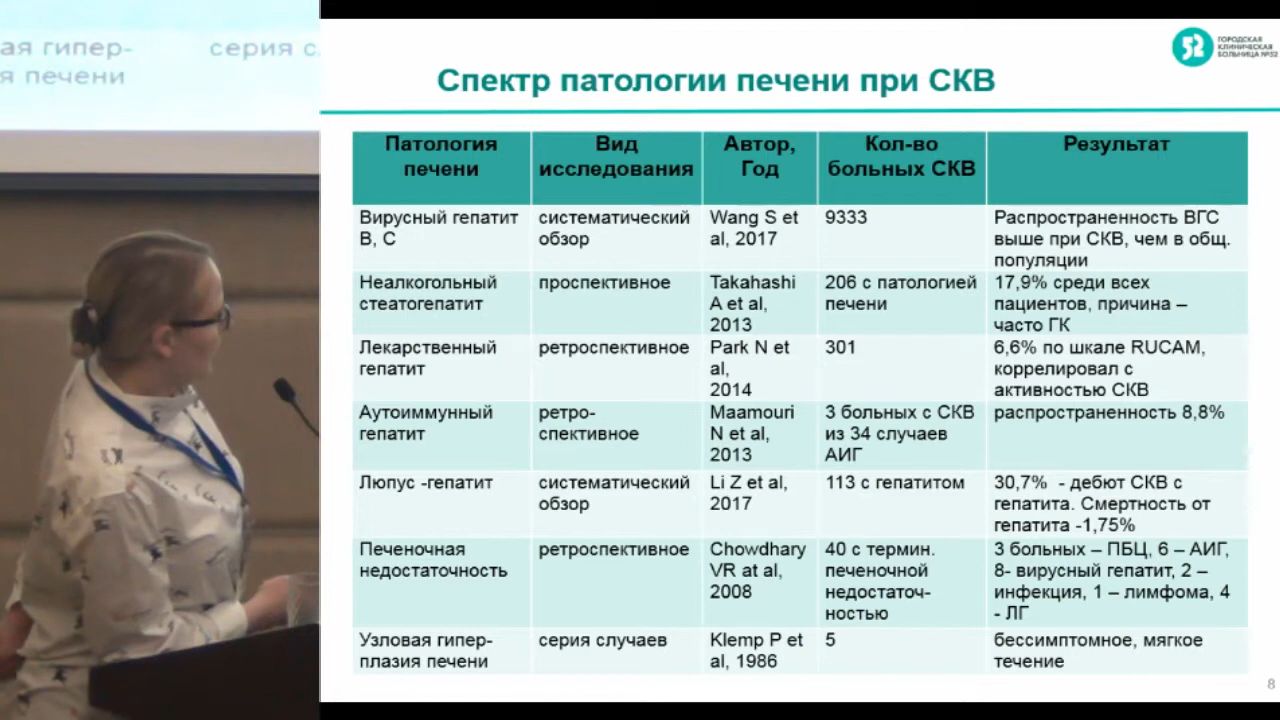 ая гипер-
серия с
я печени
52
ГОРОДСКАЯ
КЛИНИЧЕСКАЯ
БОЛЬНИЦА №52
Спектр патологии печени при СКВ
Патология
печени
Вид
исследования
Автор,
Год
Кол-во
больных СКВ
Результат
Вирусный гепатит
В, С
систематический
обзор
Wang S et
al, 2017
9333
Распространенность ВГС
выше при СКВ, чем в общ.
популяции
Неалкогольный
стеатогепатит
проспективное
Takahashi
A et al,
2013
206 с патологией
печени
17,9% среди всех
пациентов, причина –
часто ГК
Лекарственный
гепатит
ретроспективное
Park N et
al,
2014
301
6,6% по шкале RUCAM,
коррелировал с
активностью СКВ
Аутоиммунный
гепатит
ретро-
спективное
Maamouri
N et al,
2013
3 больных с СКВ
из 34 случаев
АИГ
распространенность 8,8%
Люпус -гепатит
систематический
обзор
Li Z et al,
2017
113 с гепатитом
30,7%  - дебют СКВ с
гепатита. Смертность от
гепатита -1,75%
Печеночная
недостаточность
ретроспективное
Chowdhary
VR at al,
2008
40 с термин.
печеночной
недостаточ-
ностью
3 больных – ПБЦ, 6 – АИГ,
8- вирусный гепатит, 2 –
инфекция, 1 – лимфома, 4
- ЛГ
Узловая гипер-
плазия печени
серия случаев
Klemp P et
al, 1986
5
бессимптомное, мягкое
течение
8